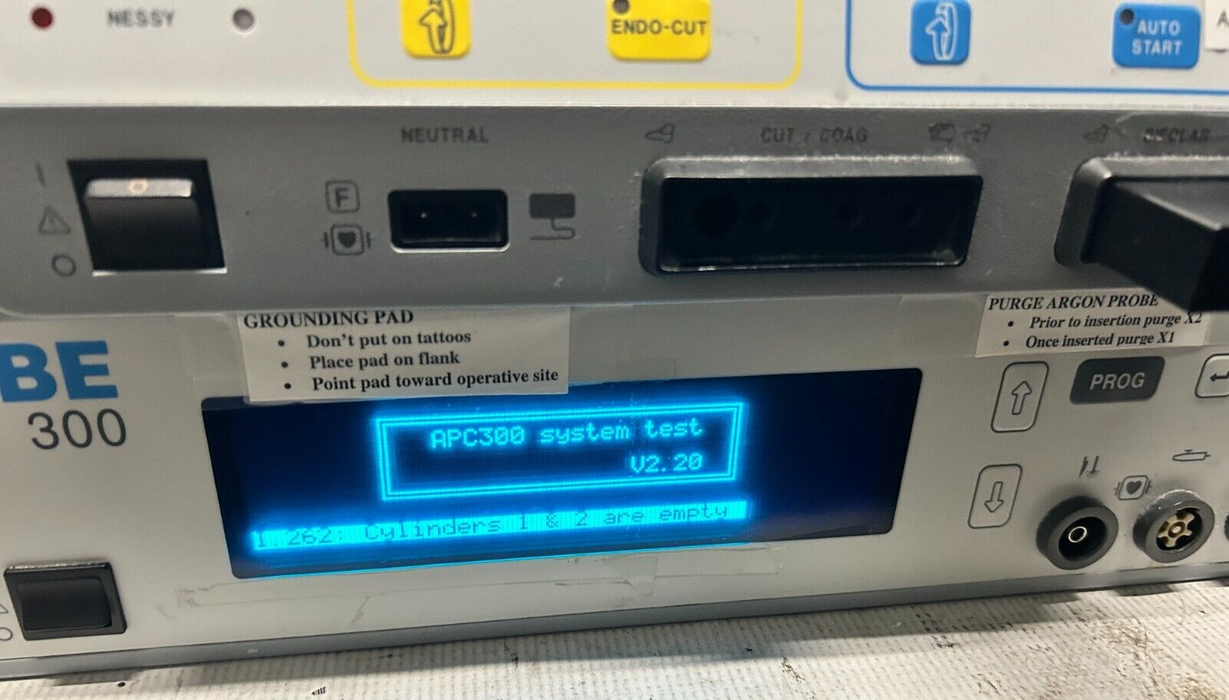 NESSY
ENDO-CUT
AUTO
START
A
NEUTRAL
CUT / COAG
I
F
GROUNDING PAD
• Don't put on tattoos
• Place pad on flank
• Point pad toward operative site
PURGE ARGON PROBE
• Prior to insertion purge X2
• Once inserted purge X1
BE
300
APC300 system test
V2.20
1.262: Cylinders 1 & 2 are empty
PROG